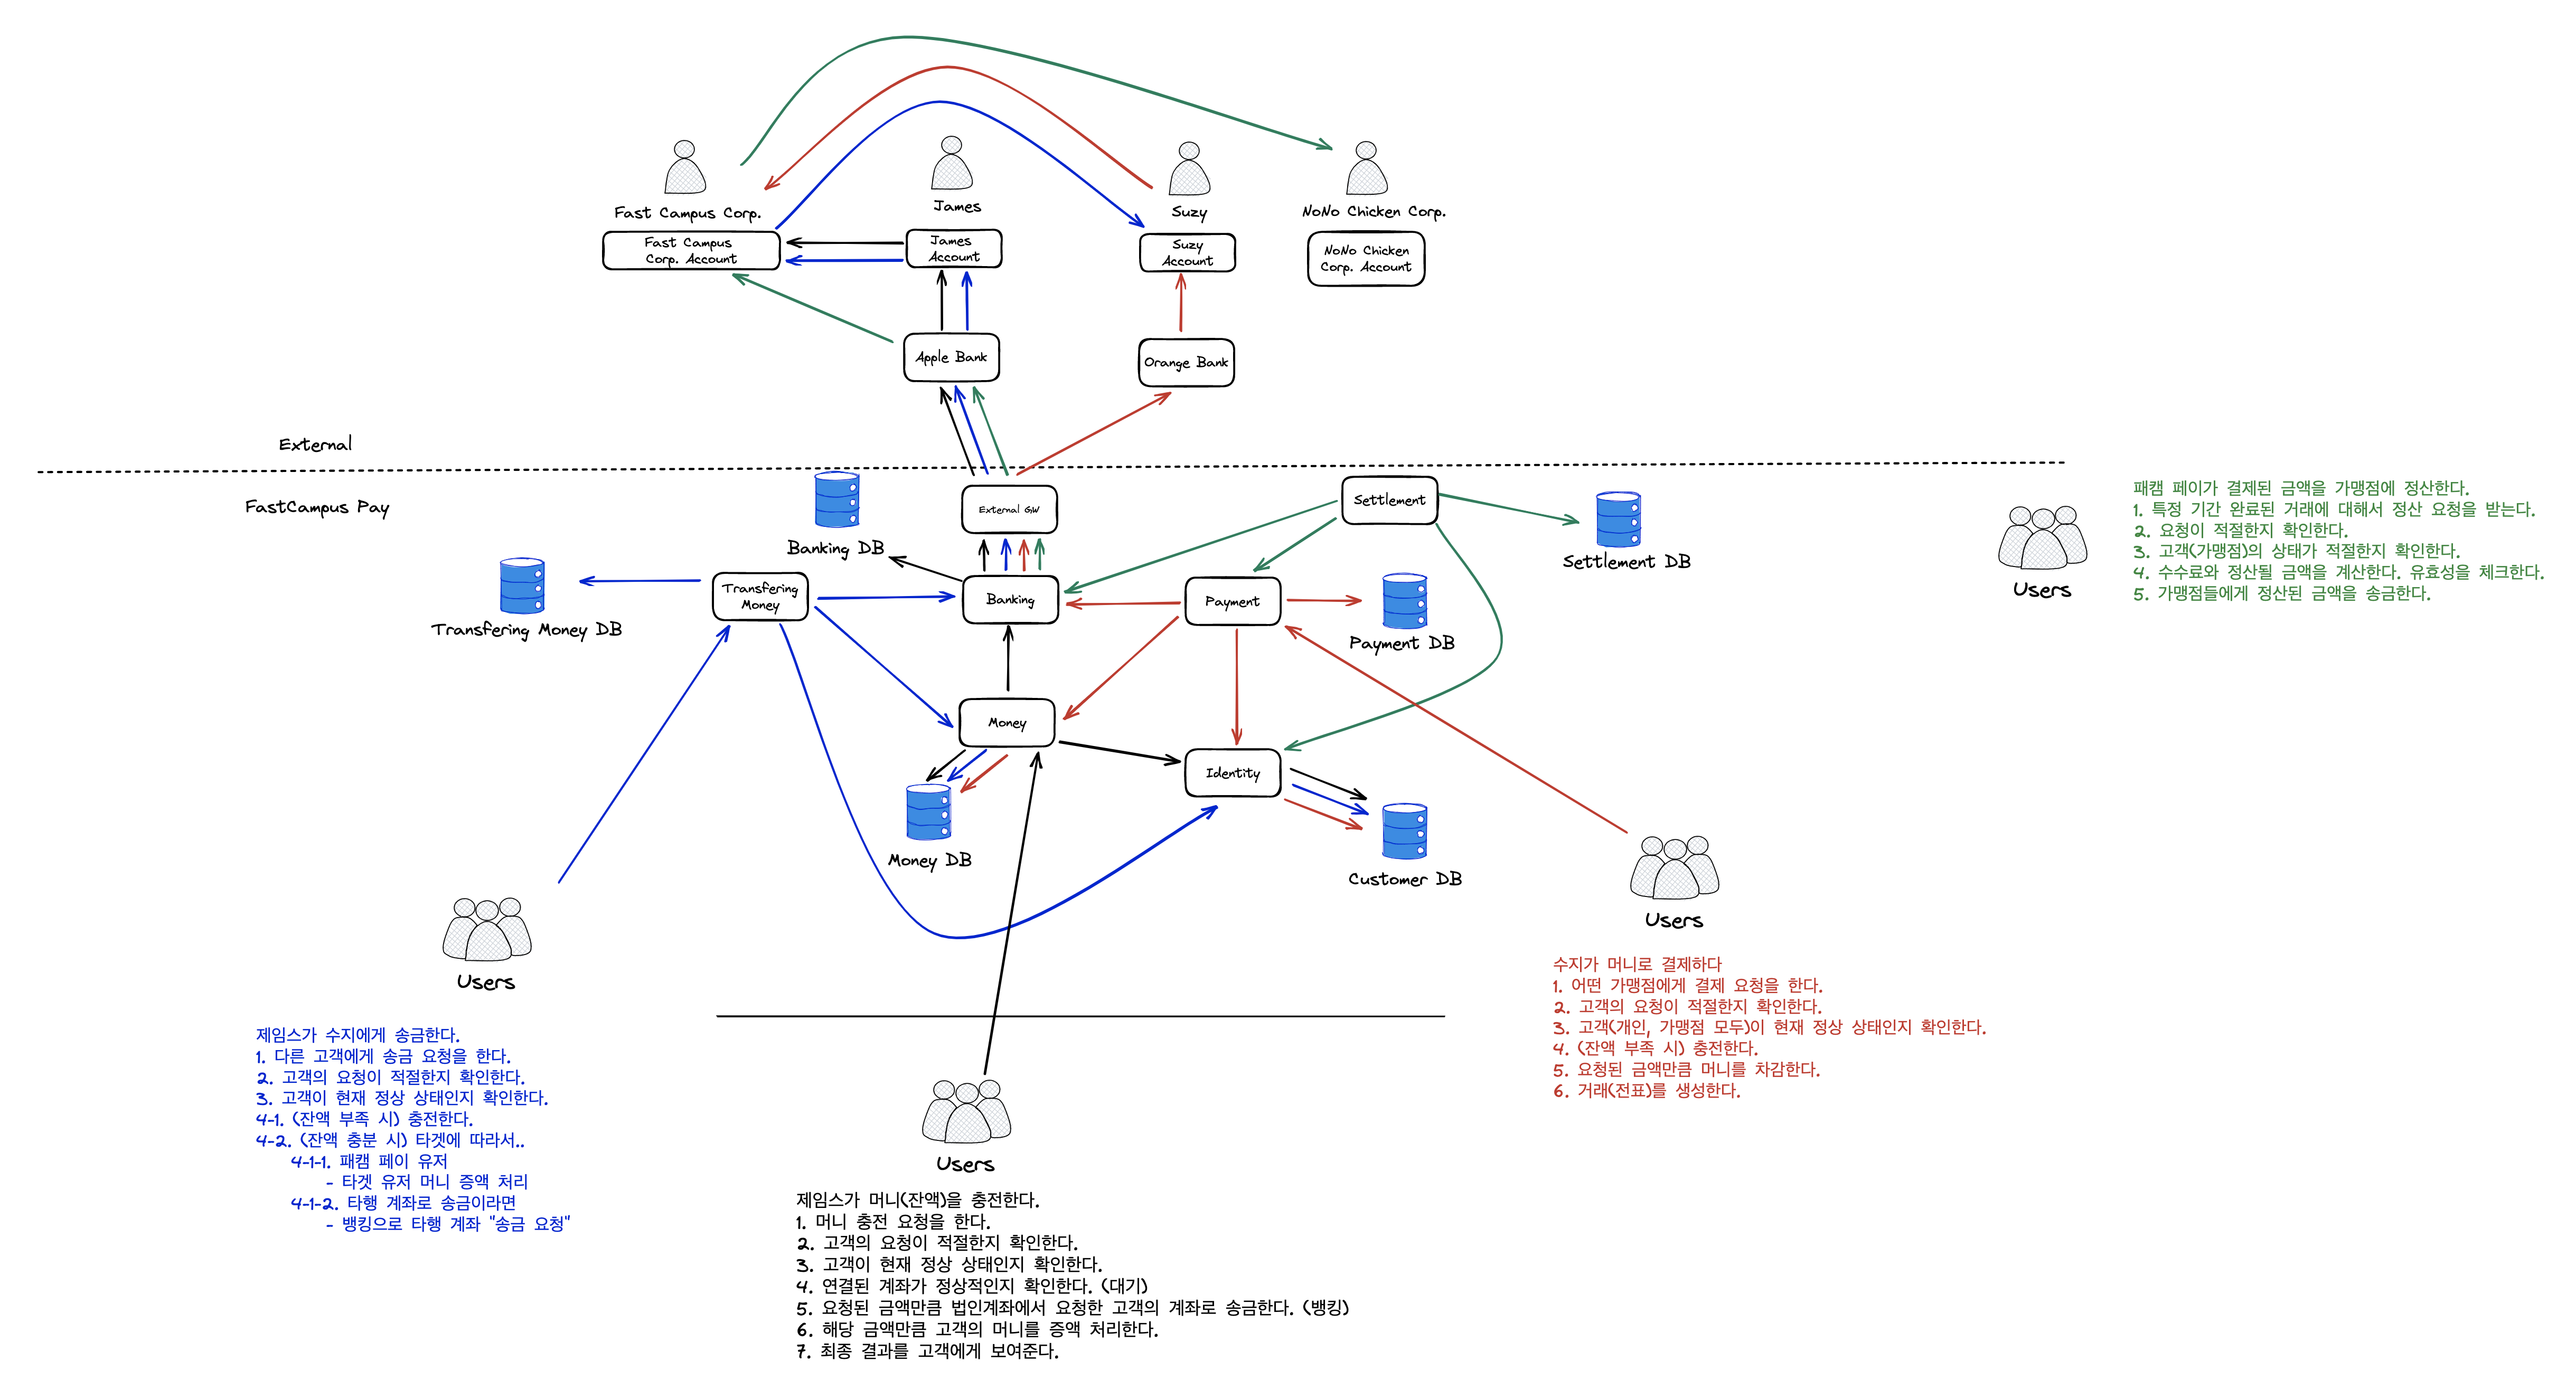 Fast Campus Corp.
James
Suzy
NoNo Chicken Corp.
Fast Campus
Corp. Account
James
Account
Suzy
Account
NoNo Chicken
Corp. Account
Apple Bank
Orange Bank
External
FastCampus Pay
Banking DB
External G/W
Settlement
Settlement DB
Users
패캠 페이가 결제된 금액을 가맹점에 정산한다.
1. 특정 기간 완료된 거래에 대해서 정산 요청을 받는다.
2. 요청이 적절한지 확인한다.
3. 고객(가맹점)의 상태가 적절한지 확인한다.
4. 수수료와 정산될 금액을 계산한다. 유효성을 체크한다.
5. 가맹점들에게 정산된 금액을 송금한다.
Transfering Money DB
Transfering
Money
Banking
Payment
Payment DB
Money
Identity
Money DB
Customer DB
Users
Users
수지가 머니로 결제하다
1. 어떤 가맹점에게 결제 요청을 한다.
2. 고객의 요청이 적절한지 확인한다.
3. 고객(개인, 가맹점 모두)이 현재 정상 상태인지 확인한다.
4. (잔액 부족 시) 충전한다.
5. 요청된 금액만큼 머니를 차감한다.
6. 거래(전표)를 생성한다.
제임스가 수지에게 송금한다.
1. 다른 고객에게 송금 요청을 한다.
2. 고객의 요청이 적절한지 확인한다.
3. 고객이 현재 정상 상태인지 확인한다.
4-1. (잔액 부족 시) 충전한다.
4-2. (잔액 충분 시) 타겟에 따라서..
4-1-1. 패캠 페이 유저
- 타겟 유저 머니 증액 처리
4-1-2. 타행 계좌로 송금이라면
- 뱅킹으로 타행 계좌 "송금 요청"
Users
제임스가 머니(잔액)을 충전한다.
1. 머니 충전 요청을 한다.
2. 고객의 요청이 적절한지 확인한다.
3. 고객이 현재 정상 상태인지 확인한다.
4. 연결된 계좌가 정상적인지 확인한다. (대기)
5. 요청된 금액만큼 법인계좌에서 요청한 고객의 계좌로 송금한다. (뱅킹)
6. 해당 금액만큼 고객의 머니를 증액 처리한다.
7. 최종 결과를 고객에게 보여준다.